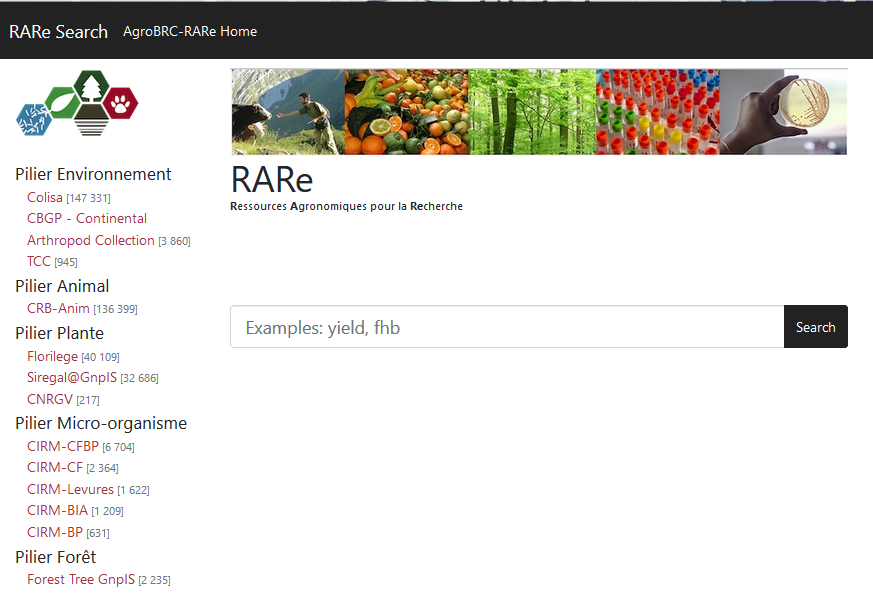 RARe Search AgroBRC-RARe Home
Pilier Environnement
Colisa [147 331]
CBGP - Continental
Arthropod Collection [3 860]
TCC [945]
Pilier Animal
CRB-Anim [136 399]
Pilier Plante
Florilege [40 109]
Siregal@GnpIS [32 686]
CNRGV [217]
Pilier Micro-organisme
CIRM-CFBP [6 704]
CIRM-CF [2 364]
CIRM-Levures [1 622]
CIRM-BIA [1 209]
CIRM-BP [631]
Pilier Forêt
Forest Tree GnpIS [2 235]
RARe
Ressources Agronomiques pour la Recherche
Examples: yield, fhb Search